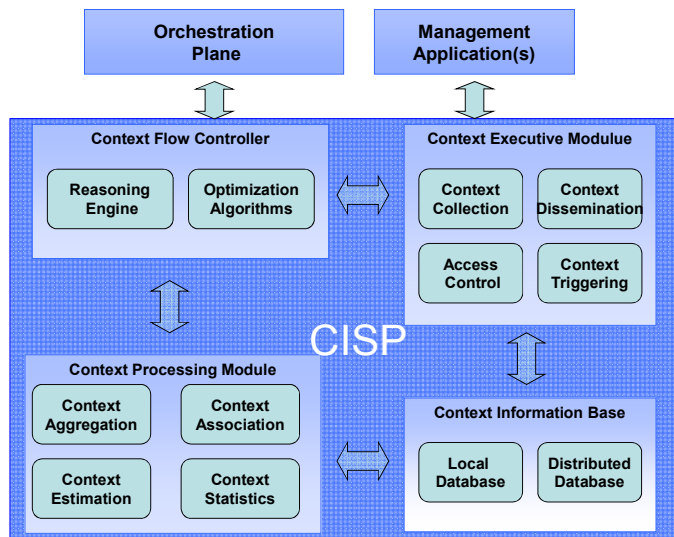 Orchestration
Plane
Management
Application(s)
Context Flow Controller
Reasoning
Engine
Optimization
Algorithms
Context Executive Modulue
Context
Collection
Context
Dissemination
Access
Control
Context
Triggering
CISP
Context Processing Module
Context
Aggregation
Context
Association
Context
Estimation
Context
Statistics
Context Information Base
Local
Database
Distributed
Database